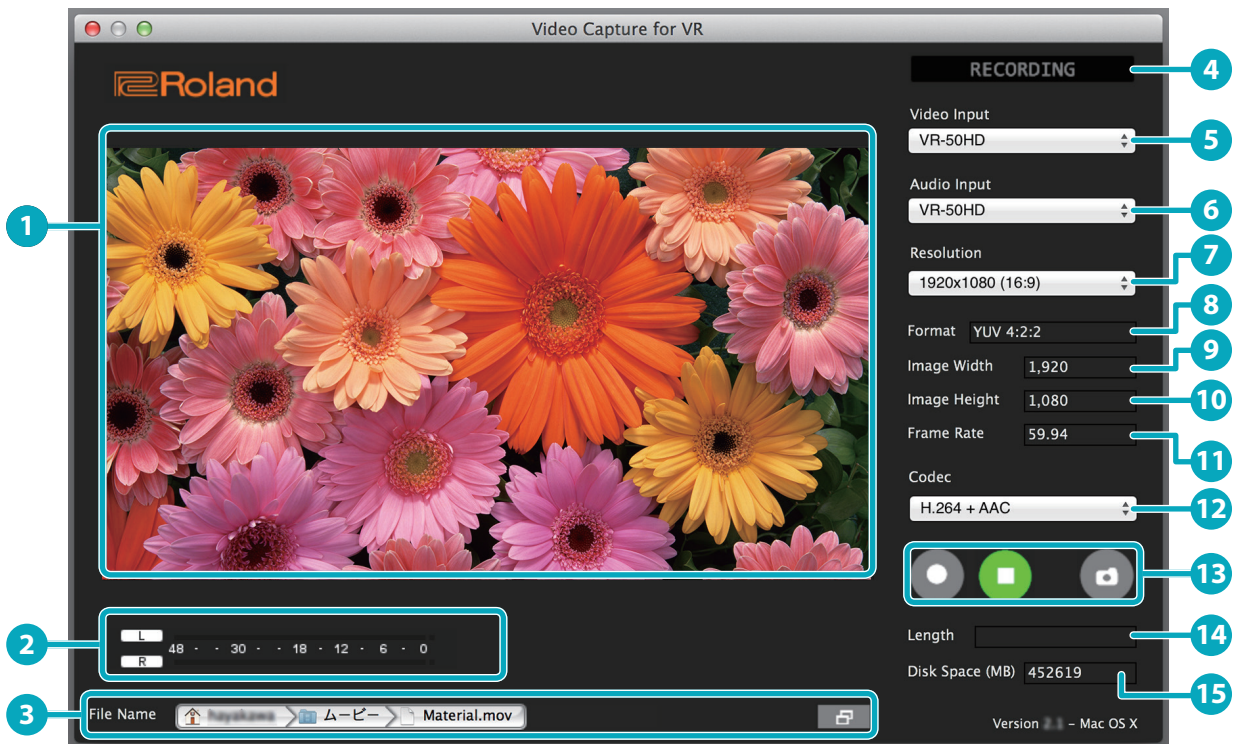 Video Capture for VR
Roland
RECORDING
4
Video Input
VR-50HD
5
Audio Input
VR-50HD
6
Resolution
1920x1080 (16:9)
7
Format YUV 4:2:2
8
Image Width 1,920
9
Image Height 1,080
10
Frame Rate 59.94
11
Codec
H.264 + AAC
12
13
1
2
L
48 - - 30 - - 18 - 12 - 6 - 0
R
Length
14
Disk Space (MB) 452619
15
3
File Name ムービー Material.mov
Version – Mac OS X